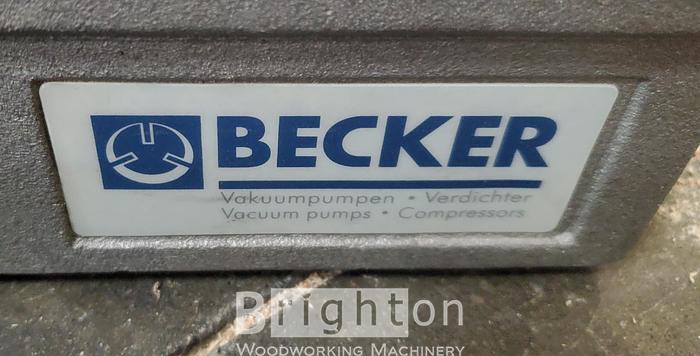 BECKER
Vakuumpumpen • Verdichter
Vacuum pumps • Compressors
Brighton
WOODWORKING MACHINERY